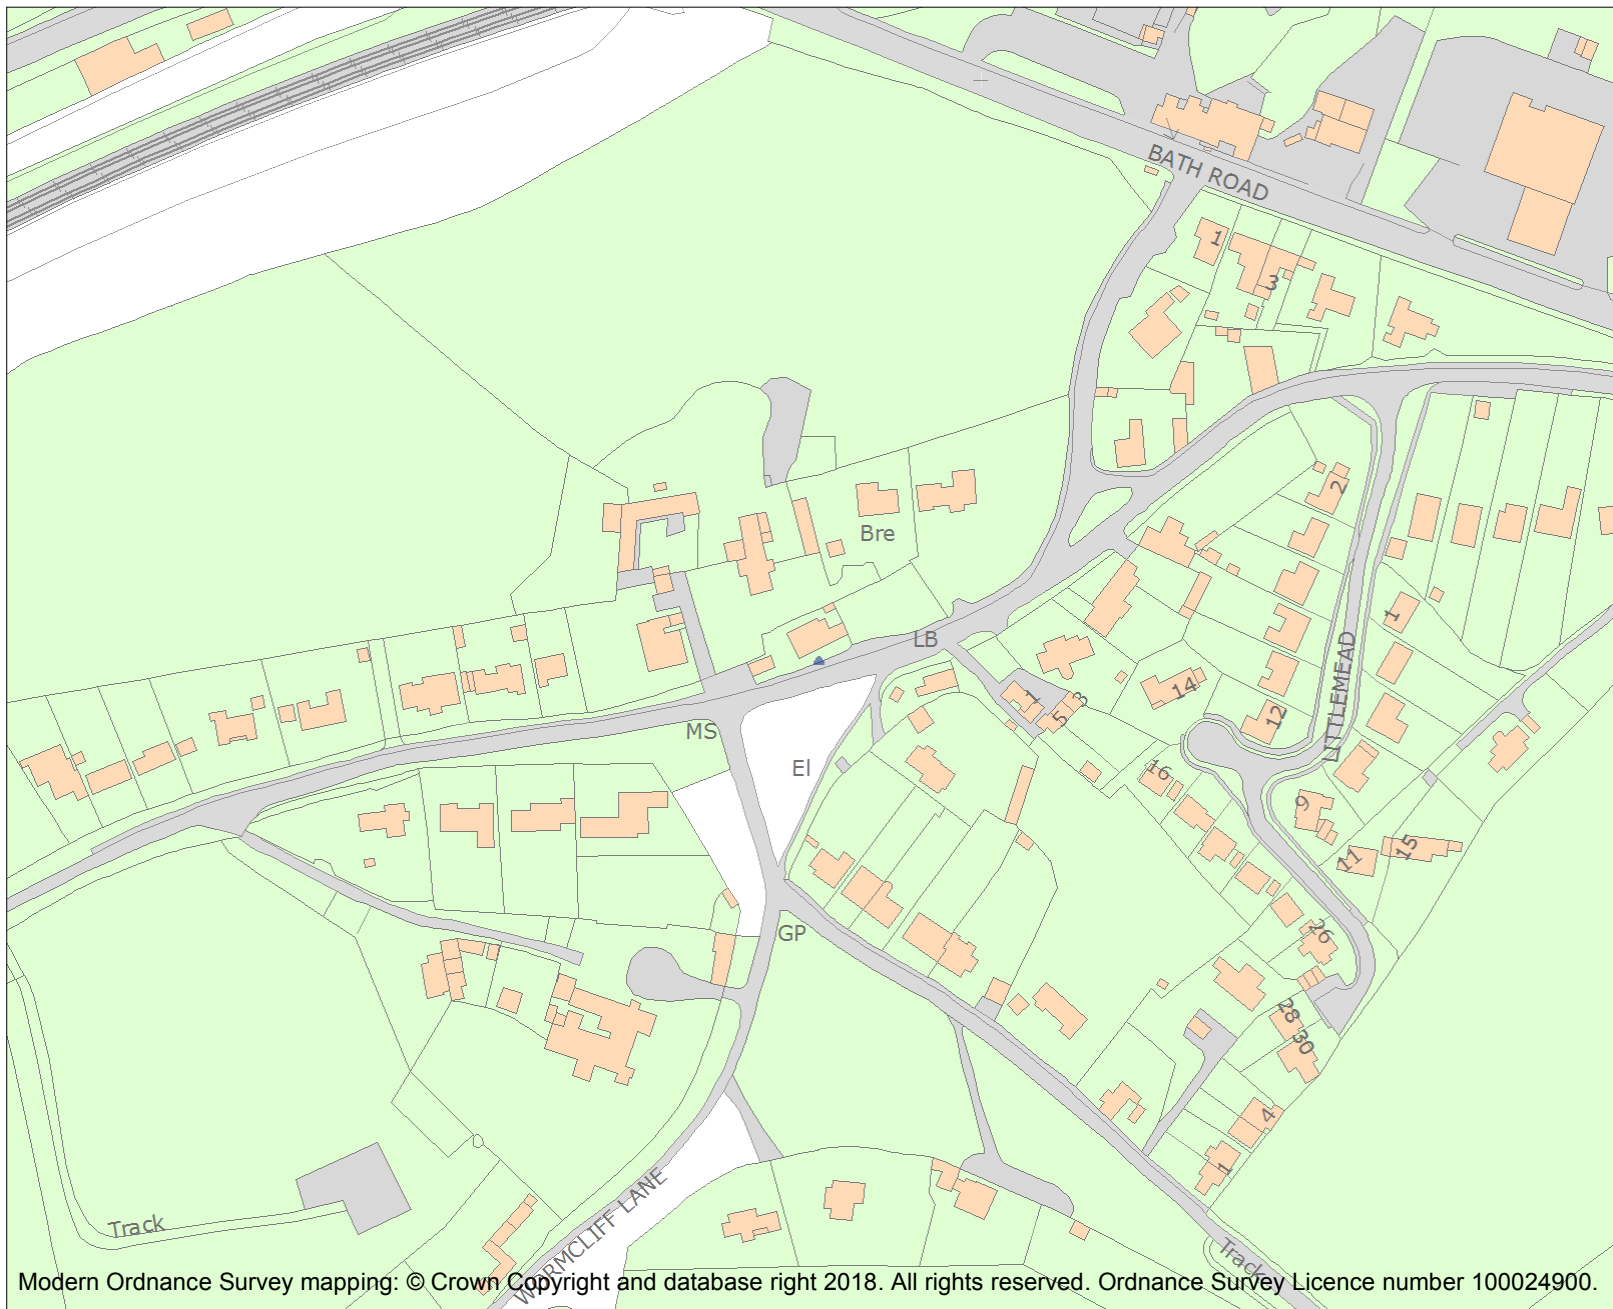 BATH ROAD
1
3
2
Bre
1
LB
LITTLEMEAD
14
1
3
5
12
MS
El
16
9
11
15
GP
26
28
30
4
1
Track
WORMCLIFF LANE
Track
Modern Ordnance Survey mapping: © Crown Copyright and database right 2018. All rights reserved. Ordnance Survey Licence number 100024900.